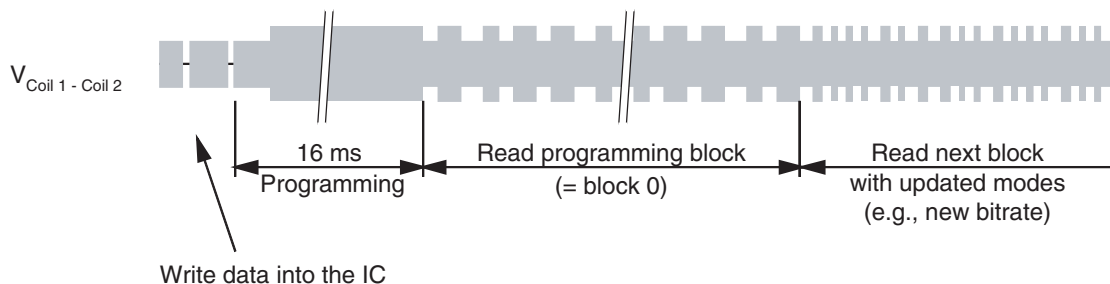 V Coil 1 - Coil 2
16 ms
Programming
Read programming block
(= block 0)
Read next block
with updated modes
(e.g., new bitrate)
Write data into the IC